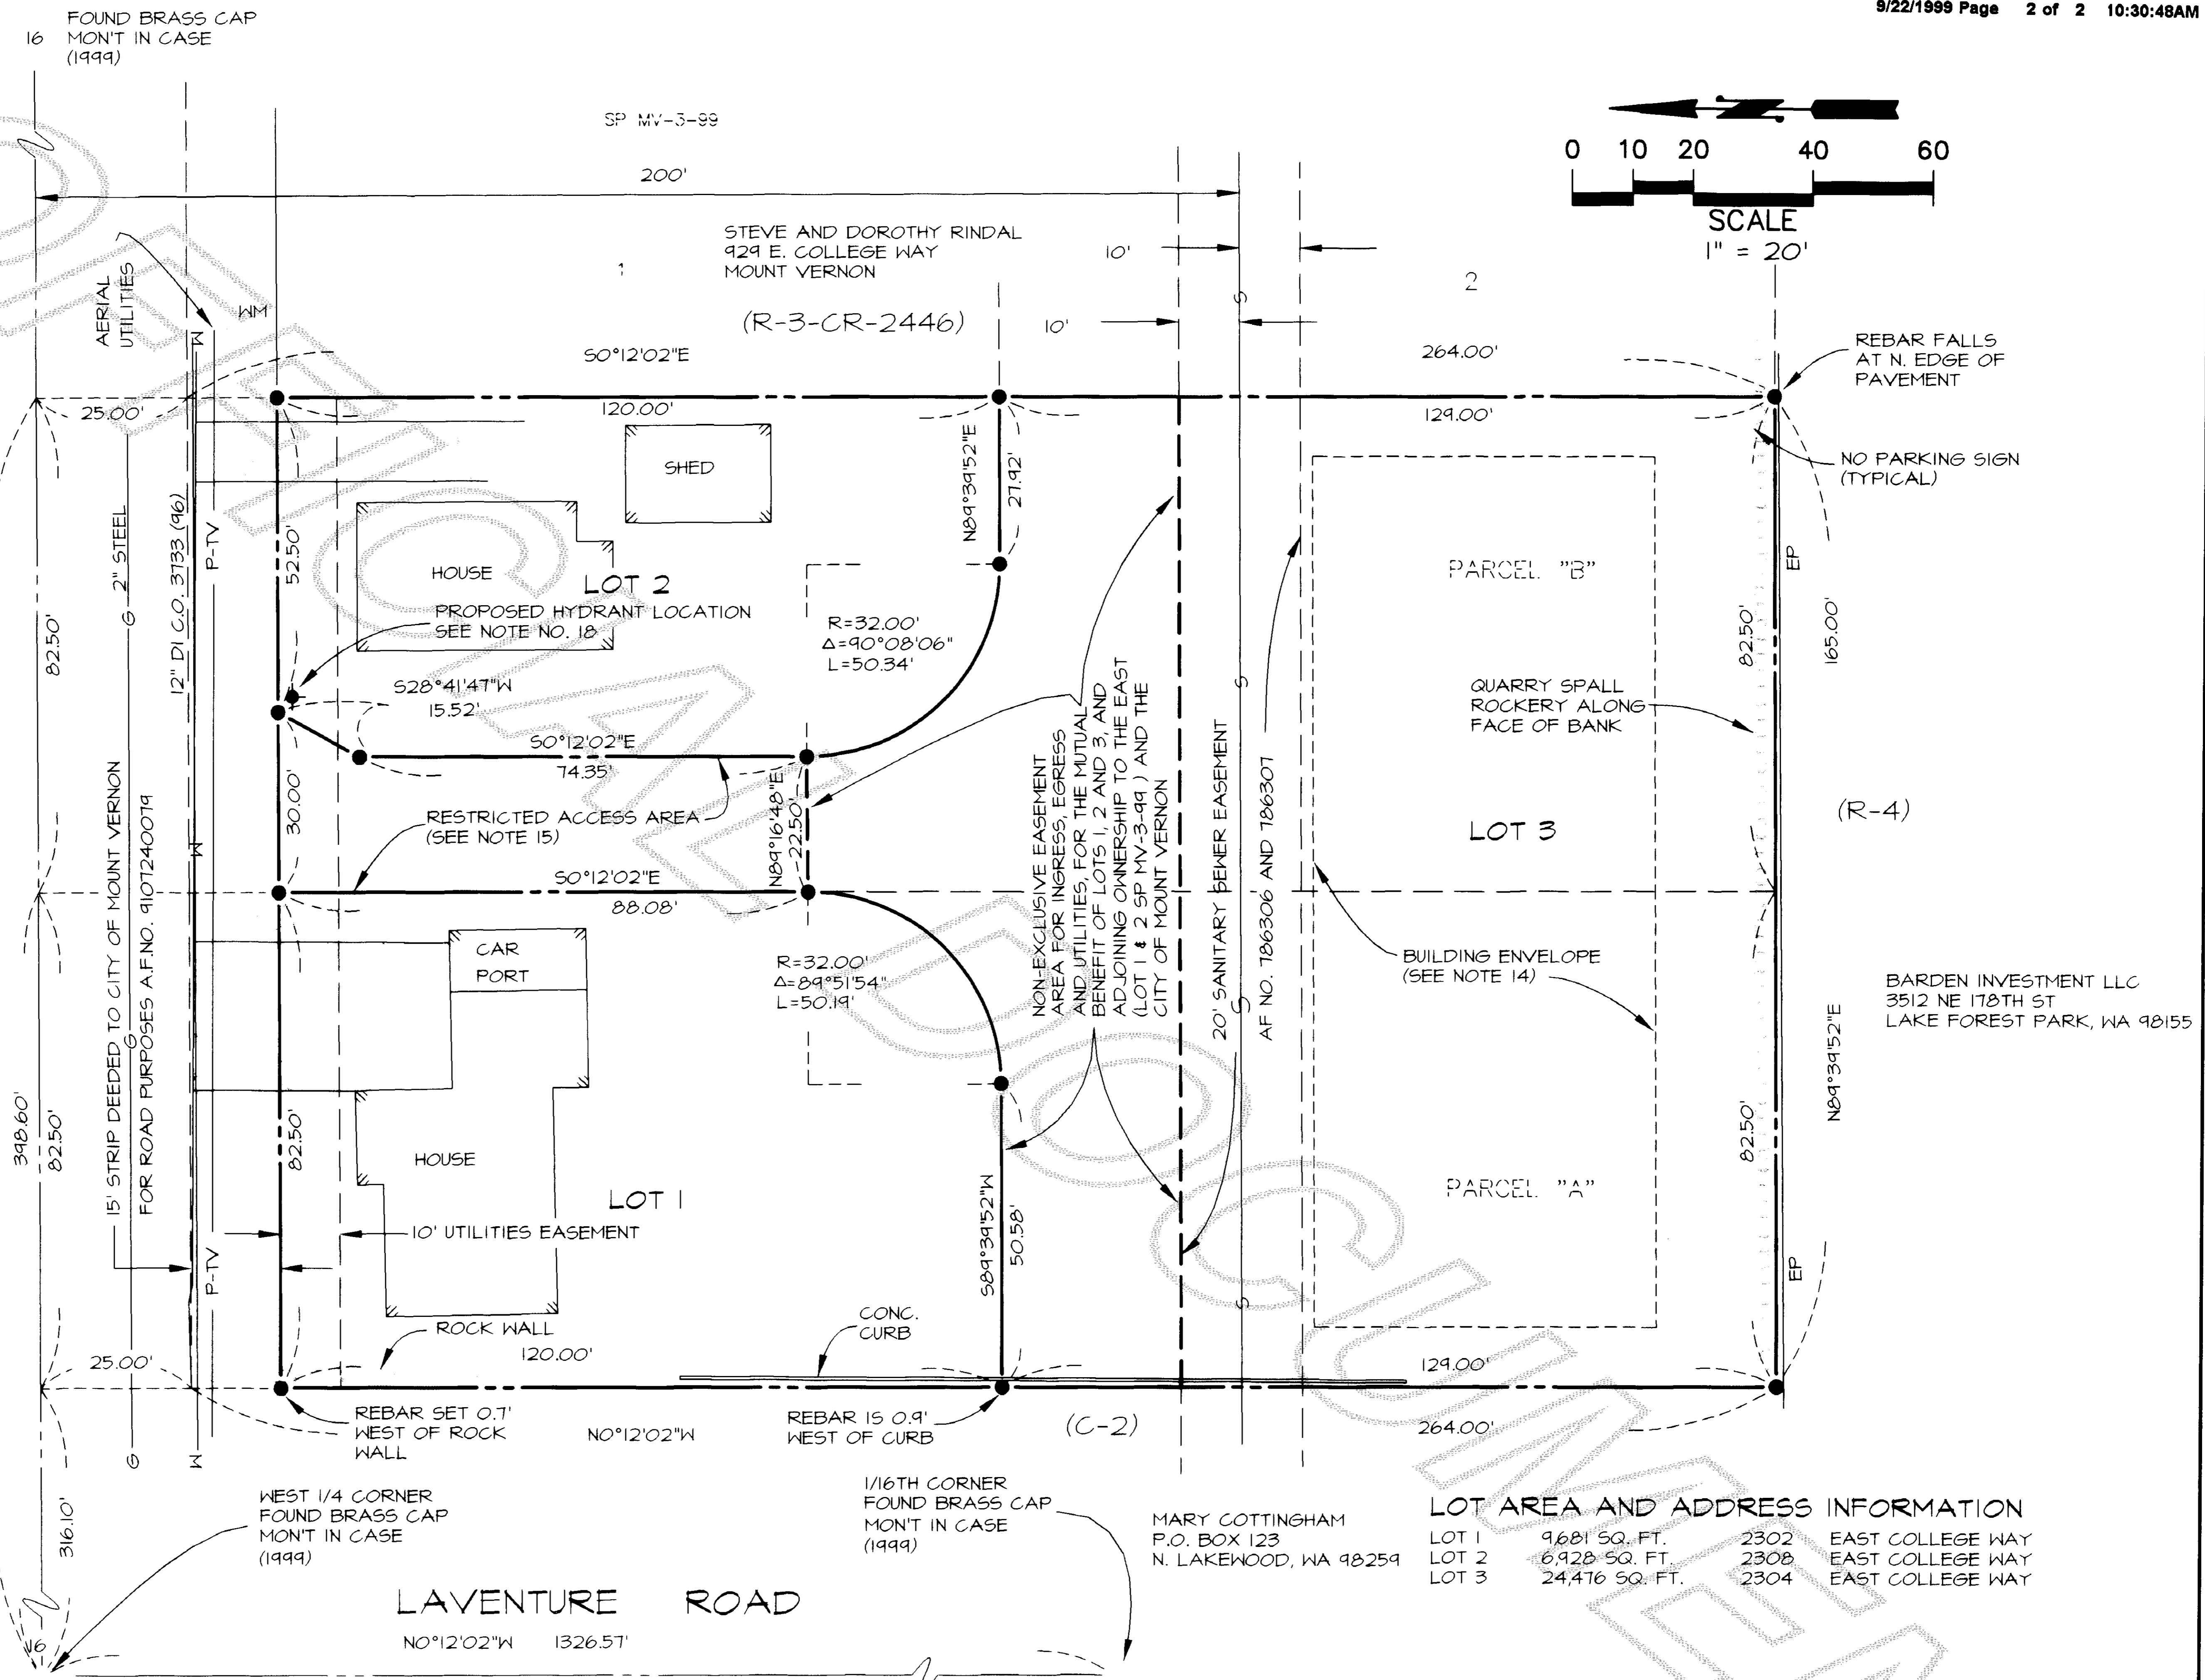 9/22/1999 Page 2 of 2 10:30:48AM
FOUND BRASS CAP
16 MON'T IN CASE
(1999)
SP MV-3-99
200'
0 10 20 40 60
SCALE
1" = 20'
STEVE AND DOROTHY RINDAL
929 E. COLLEGE WAY
MOUNT VERNON
10'
1
2
(R-3-CR-2446)
10'
AERIAL
UTILITIES
WM
W
S
S0°12'02"E
264.00'
REBAR FALLS
AT N. EDGE OF
PAVEMENT
25.00'
120.00'
129.00'
SHED
N89°39'52"E
27.92'
NO PARKING SIGN
(TYPICAL)
2" STEEL
G
12" DI C.O. 3133 (96)
P-TV
52.50'
HOUSE
LOT 2
PROPOSED HYDRANT LOCATION
SEE NOTE NO. 18
PARCEL "B"
EP
82.50'
R=32.00'
Δ=90°08'06"
L=50.34'
82.50'
165.00'
S28°41'47"W
15.52'
S
QUARRY SPALL
ROCKERY ALONG
FACE OF BANK
S0°12'02"E
74.35'
30.00'
RESTRICTED ACCESS AREA
(SEE NOTE 15)
N89°16'48"E
22.50'
NON-EXCLUSIVE EASEMENT
AREA FOR INGRESS, EGRESS
AND UTILITIES, FOR THE MUTUAL
BENEFIT OF LOTS 1, 2 AND 3, AND
ADJOINING OWNERSHIP TO THE EAST
(LOT 1 & 2 SP MV-3-99 ) AND THE
CITY OF MOUNT VERNON
20' SANITARY SEWER EASEMENT
AF NO. 786306 AND 786307
LOT 3
(R-4)
W
S0°12'02"E
88.08'
15' STRIP DEEDED TO CITY OF MOUNT VERNON
FOR ROAD PURPOSES A.F.NO. 9107240079
G
CAR
PORT
R=32.00'
Δ=89°51'54"
L=50.19'
S
BUILDING ENVELOPE
(SEE NOTE 14)
BARDEN INVESTMENT LLC
3512 NE 178TH ST
LAKE FOREST PARK, WA 98155
N89°39'52"E
398.60'
82.50'
82.50'
HOUSE
LOT 1
S89°39'52"W
50.58'
82.50'
PARCEL "A"
10' UTILITIES EASEMENT
P-TV
EP
S
ROCK WALL
CONC.
CURB
25.00'
120.00'
129.00'
REBAR SET 0.7'
WEST OF ROCK
WALL
N0°12'02"W
REBAR IS 0.9'
WEST OF CURB
(C-2)
264.00'
G
W
316.10'
WEST 1/4 CORNER
FOUND BRASS CAP
MON'T IN CASE
(1999)
1/16TH CORNER
FOUND BRASS CAP
MON'T IN CASE
(1999)
MARY COTTINGHAM
P.O. BOX 123
N. LAKEWOOD, WA 98259
LOT AREA AND ADDRESS INFORMATION
LOT 1 9,681 SQ. FT. 2302 EAST COLLEGE WAY
LOT 2 6,928 SQ. FT. 2308 EAST COLLEGE WAY
LOT 3 24,476 SQ. FT. 2304 EAST COLLEGE WAY
LAVENTURE ROAD
N0°12'02"W 1326.57'
16